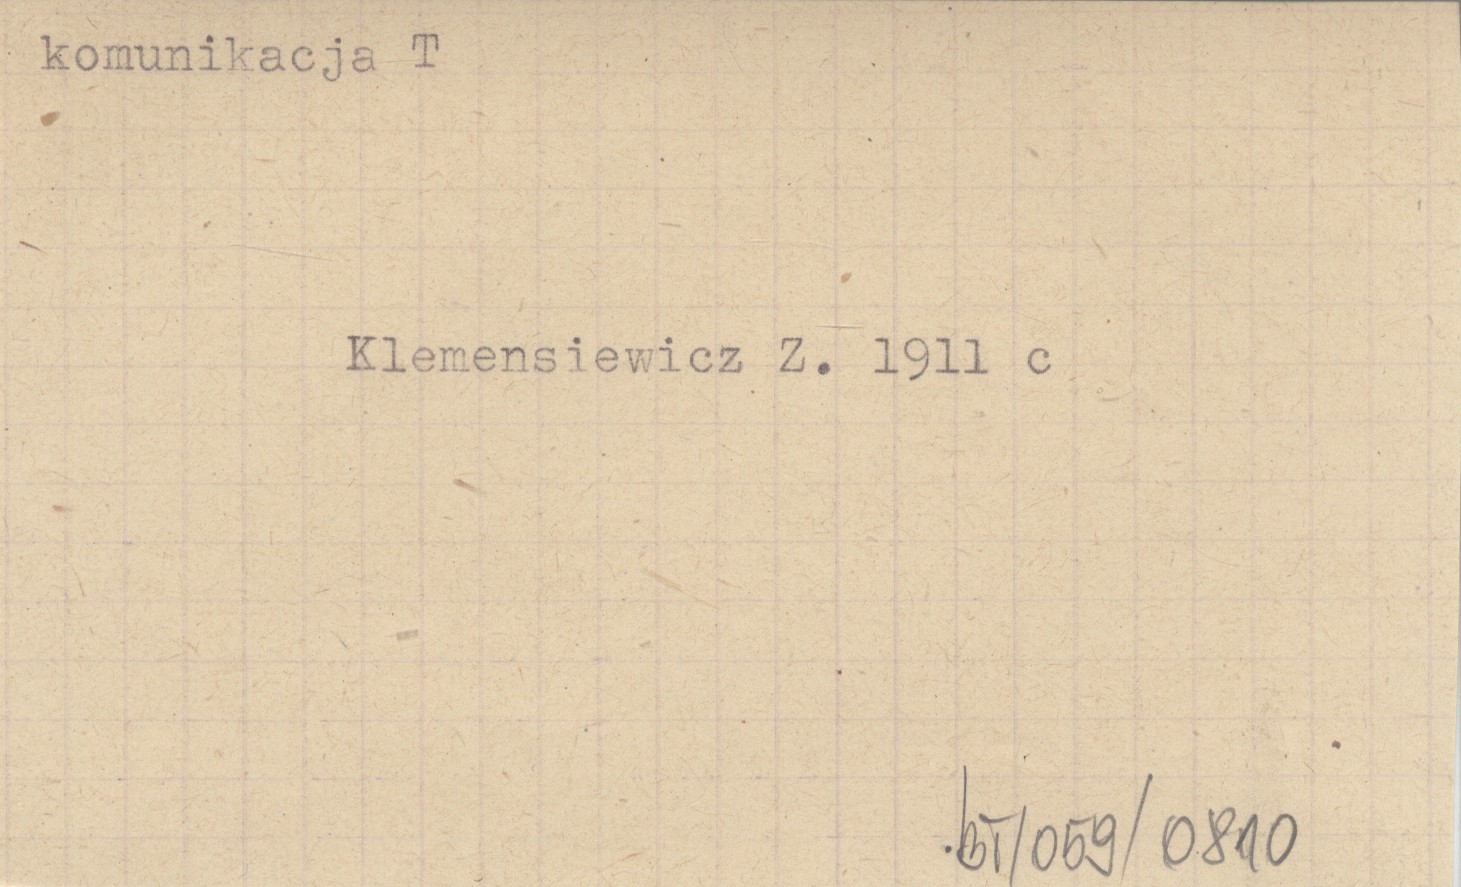 komunikacja T
Klemensiewicz Z. 1911 c
bT/059/0810